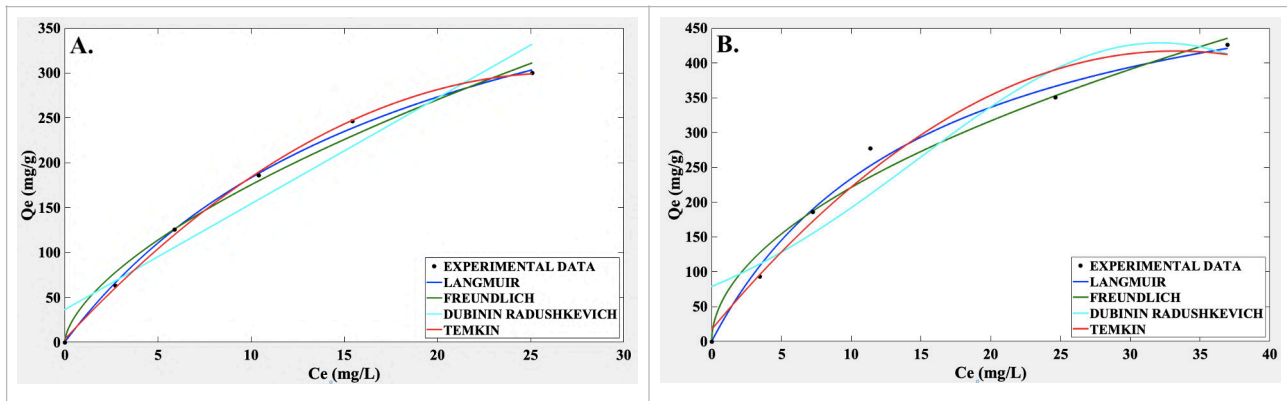 A.
350
300
250
200
150
100
50
0
Qe (mg/g)
EXPERIMENTAL DATA
LANGMUIR
FREUNDLICH
DUBININ RADUSHKEVICH
TEMKIN
0 5 10 15 20 25 30
Ce (mg/L)
B.
450
400
350
300
250
200
150
100
50
0
Qe (mg/g)
EXPERIMENTAL DATA
LANGMUIR
FREUNDLICH
DUBININ RADUSHKEVICH
TEMKIN
0 5 10 15 20 25 30 35 40
Ce (mg/L)